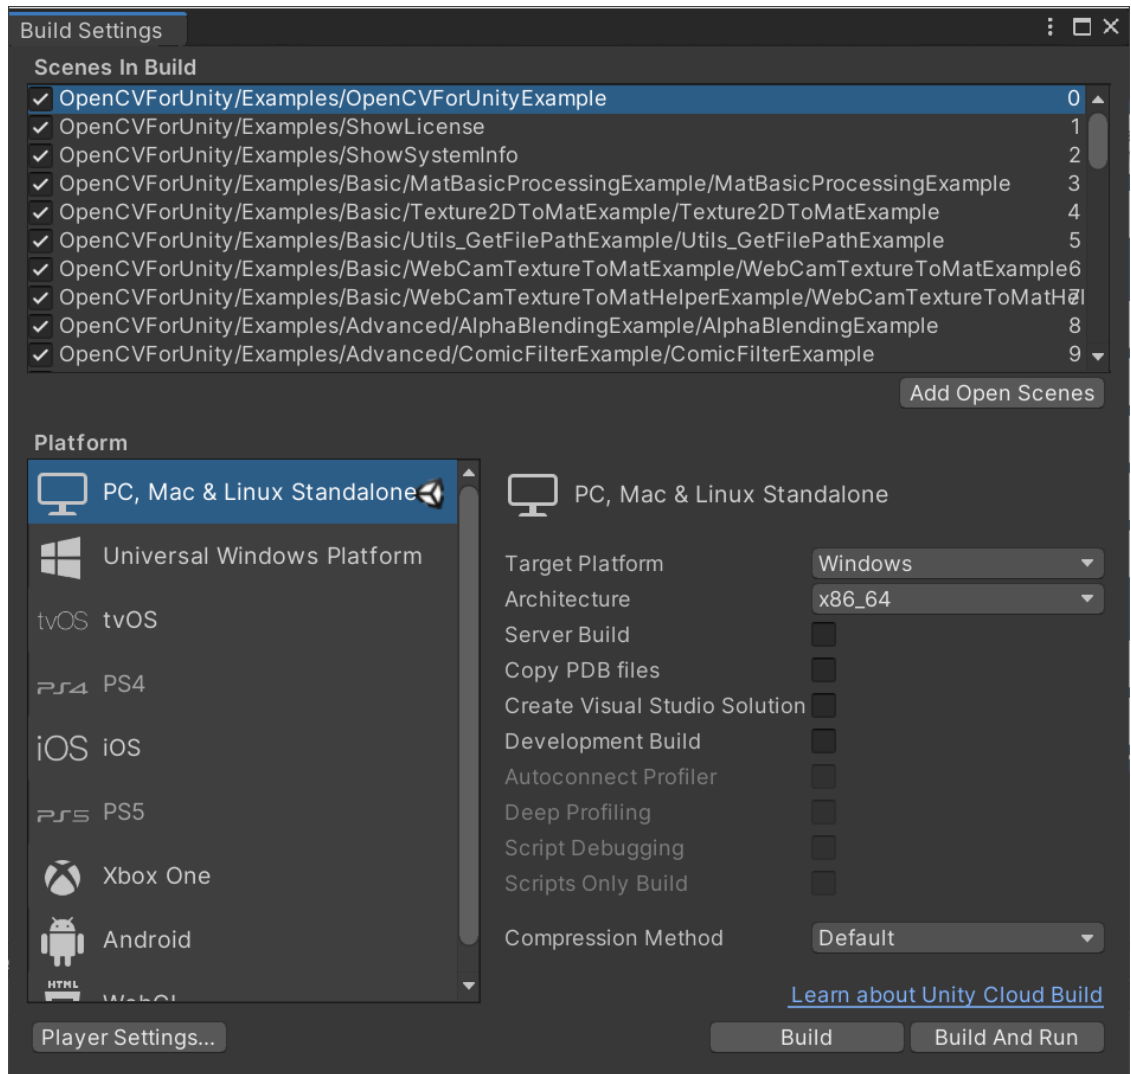 Build Settings
Scenes In Build
OpenCVForUnity/Examples/OpenCVForUnityExample 0
OpenCVForUnity/Examples/ShowLicense 1
OpenCVForUnity/Examples/ShowSystemInfo 2
OpenCVForUnity/Examples/Basic/MatBasicProcessingExample/MatBasicProcessingExample 3
OpenCVForUnity/Examples/Basic/Texture2DToMatExample/Texture2DToMatExample 4
OpenCVForUnity/Examples/Basic/Utils_GetFilePathExample/Utils_GetFilePathExample 5
OpenCVForUnity/Examples/Basic/WebCamTextureToMatExample/WebCamTextureToMatExample 6
OpenCVForUnity/Examples/Basic/WebCamTextureToMatHelperExample/WebCamTextureToMatHel 7
OpenCVForUnity/Examples/Advanced/AlphaBlendingExample/AlphaBlendingExample 8
OpenCVForUnity/Examples/Advanced/ComicFilterExample/ComicFilterExample 9
Add Open Scenes
Platform
PC, Mac & Linux Standalone
Universal Windows Platform
tvOS tvOS
PS4 PS4
iOS iOS
PS5 PS5
Xbox One
Android
HTML
WebGL
PC, Mac & Linux Standalone
Target Platform Windows
Architecture x86_64
Server Build
Copy PDB files
Create Visual Studio Solution
Development Build
Autoconnect Profiler
Deep Profiling
Script Debugging
Scripts Only Build
Compression Method Default
Learn about Unity Cloud Build
Player Settings... Build Build And Run